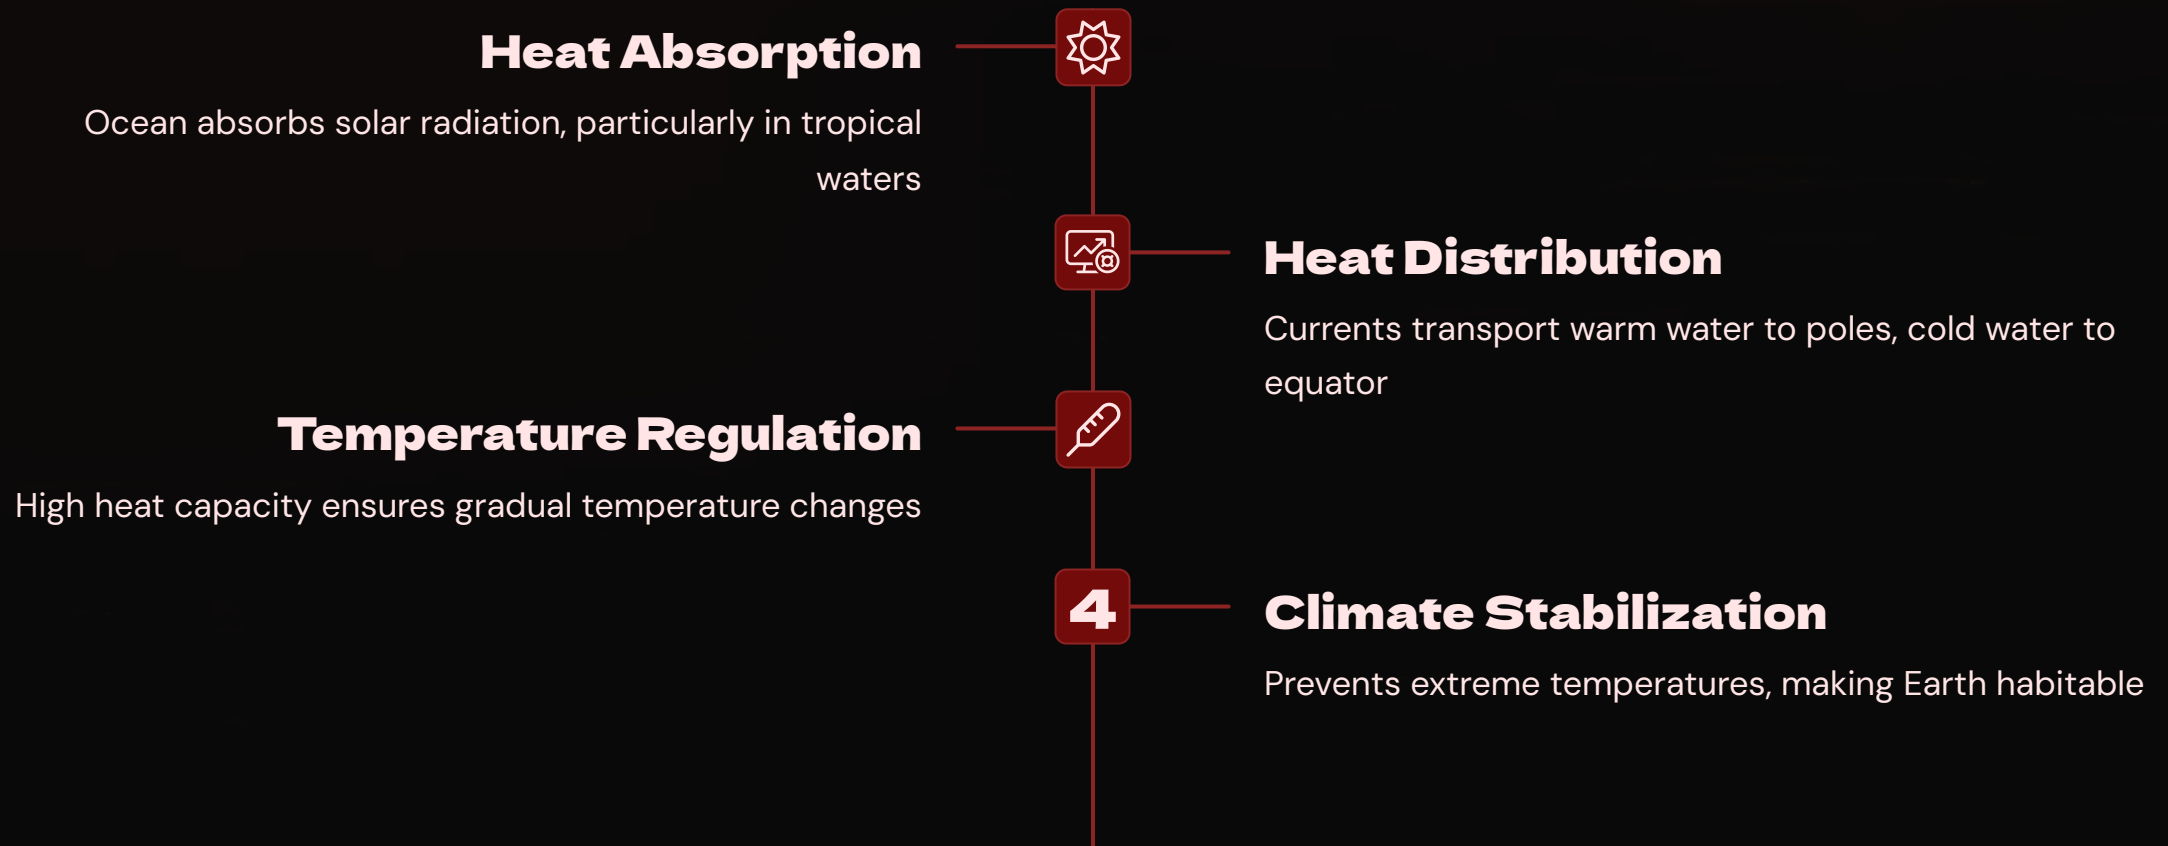 Heat Absorption
Ocean absorbs solar radiation, particularly in tropical
waters
Heat Distribution
Currents transport warm water to poles, cold water to
equator
Temperature Regulation
High heat capacity ensures gradual temperature changes
4
Climate Stabilization
Prevents extreme temperatures, making Earth habitable